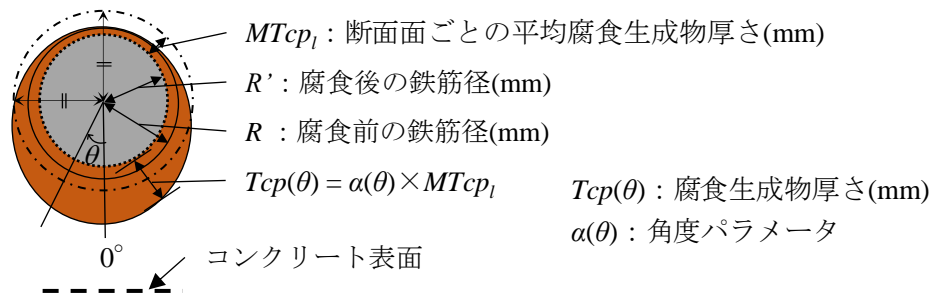 MTcp_l：断面面ごとの平均腐食生成物厚さ(mm)
R’：腐食後の鉄筋径(mm)
R：腐食前の鉄筋径(mm)
θ
Tcp(θ) = α(θ)×MTcp_l
Tcp(θ)：腐食生成物厚さ(mm)
α(θ)：角度パラメータ
0°
コンクリート表面